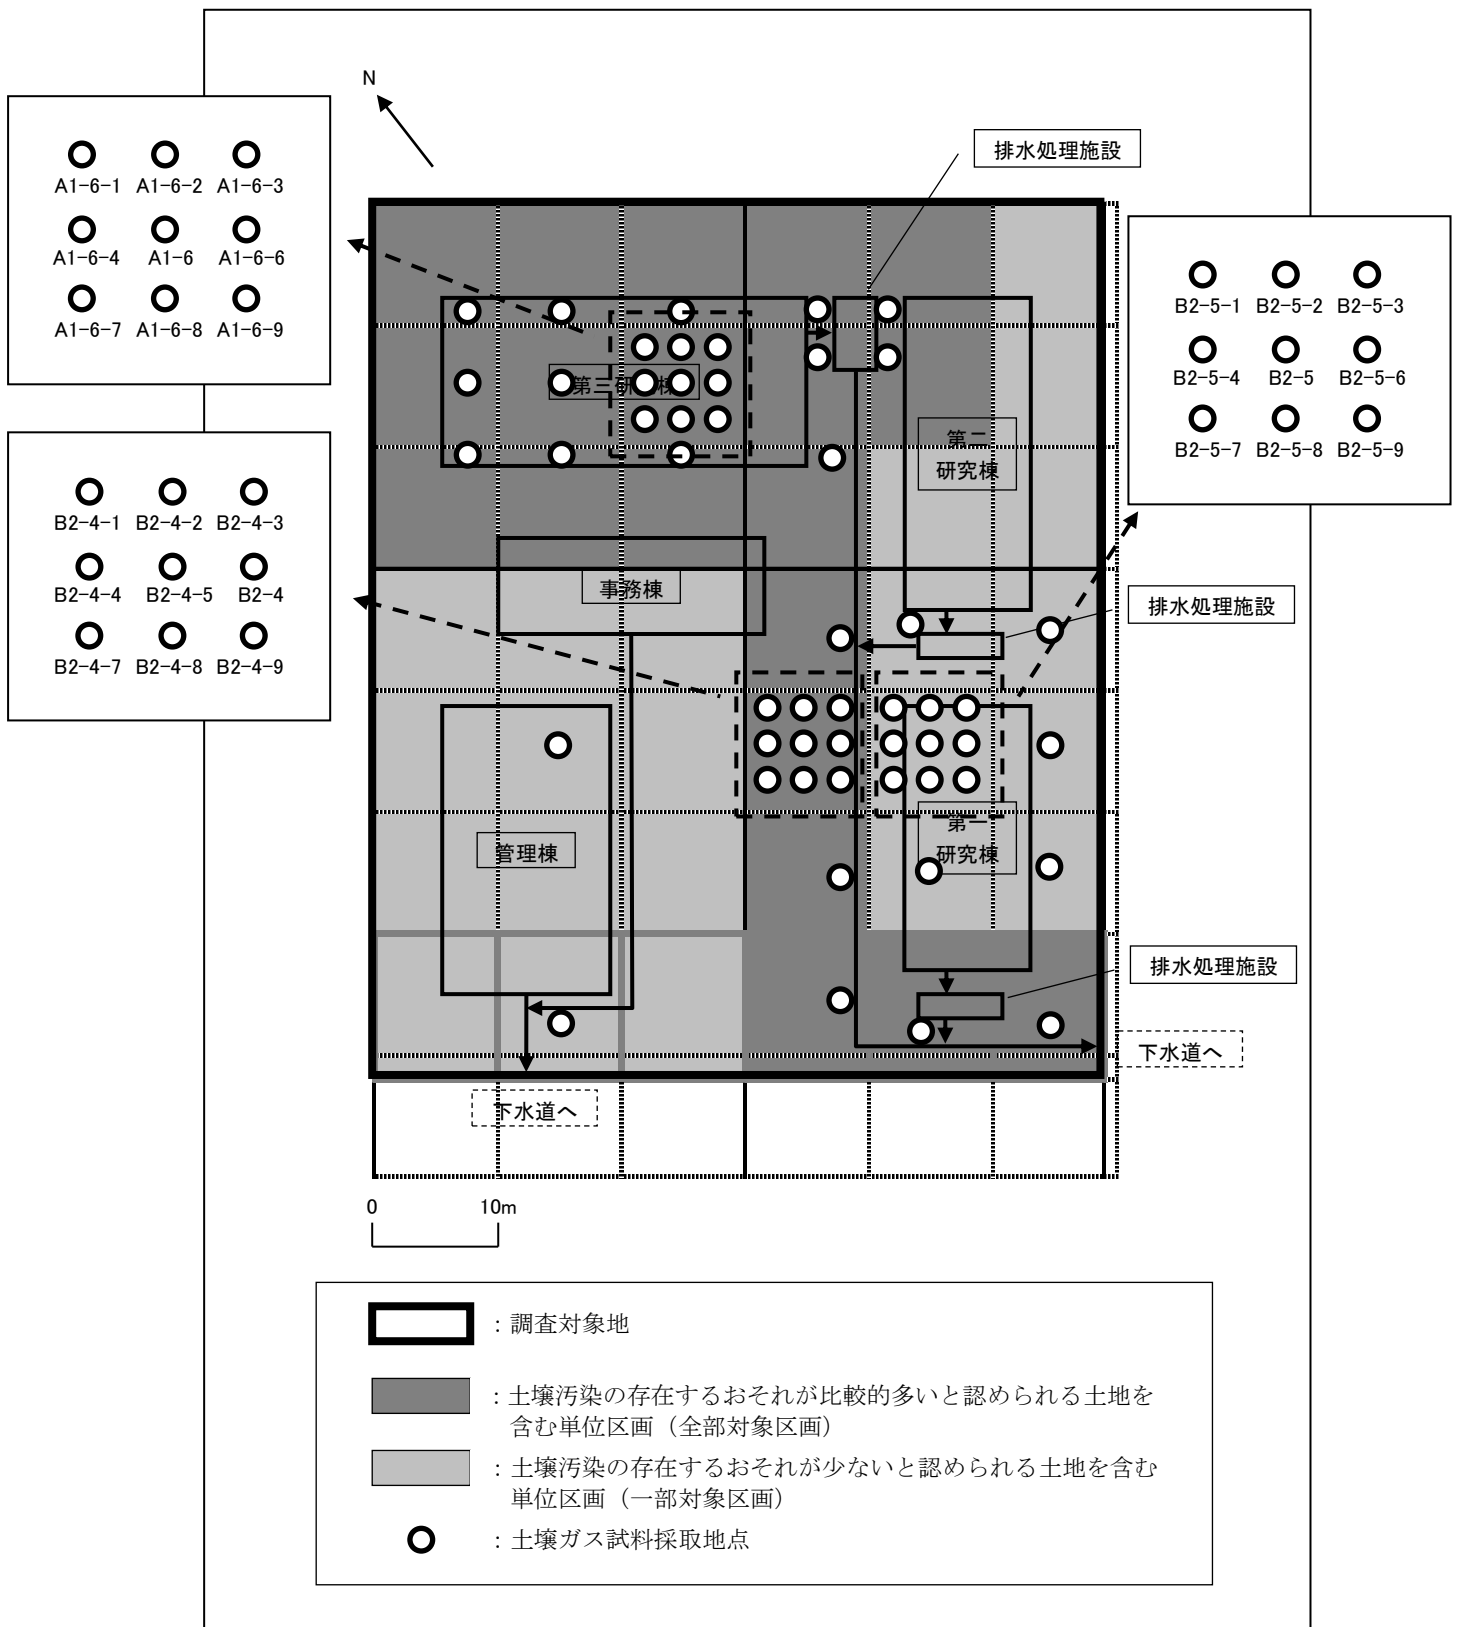 N
排水処理施設
A1-6-1 A1-6-2 A1-6-3
A1-6-4 A1-6 A1-6-6
A1-6-7 A1-6-8 A1-6-9
B2-5-1 B2-5-2 B2-5-3
B2-5-4 B2-5 B2-5-6
B2-5-7 B2-5-8 B2-5-9
第三研究棟
第二
研究棟
B2-4-1 B2-4-2 B2-4-3
B2-4-4 B2-4-5 B2-4
B2-4-7 B2-4-8 B2-4-9
事務棟
排水処理施設
第一
研究棟
管理棟
排水処理施設
下水道へ
下水道へ
0 10m
：調査対象地
：土壌汚染の存在するおそれが比較的多いと認められる土地を
含む単位区画（全部対象区画）
：土壌汚染の存在するおそれが少ないと認められる土地を含む
単位区画（一部対象区画）
：土壌ガス試料採取地点